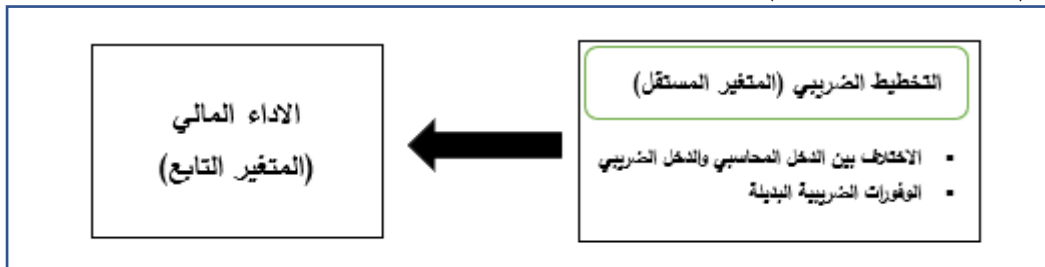 التخطيط الضريبي (المتغير المستقل)
▪ الاختلاف بين الدخل المحاسبي والدخل الضريبي
▪ الوفورات الضريبية البديلة
الاداء المالي
(المتغير التابع)